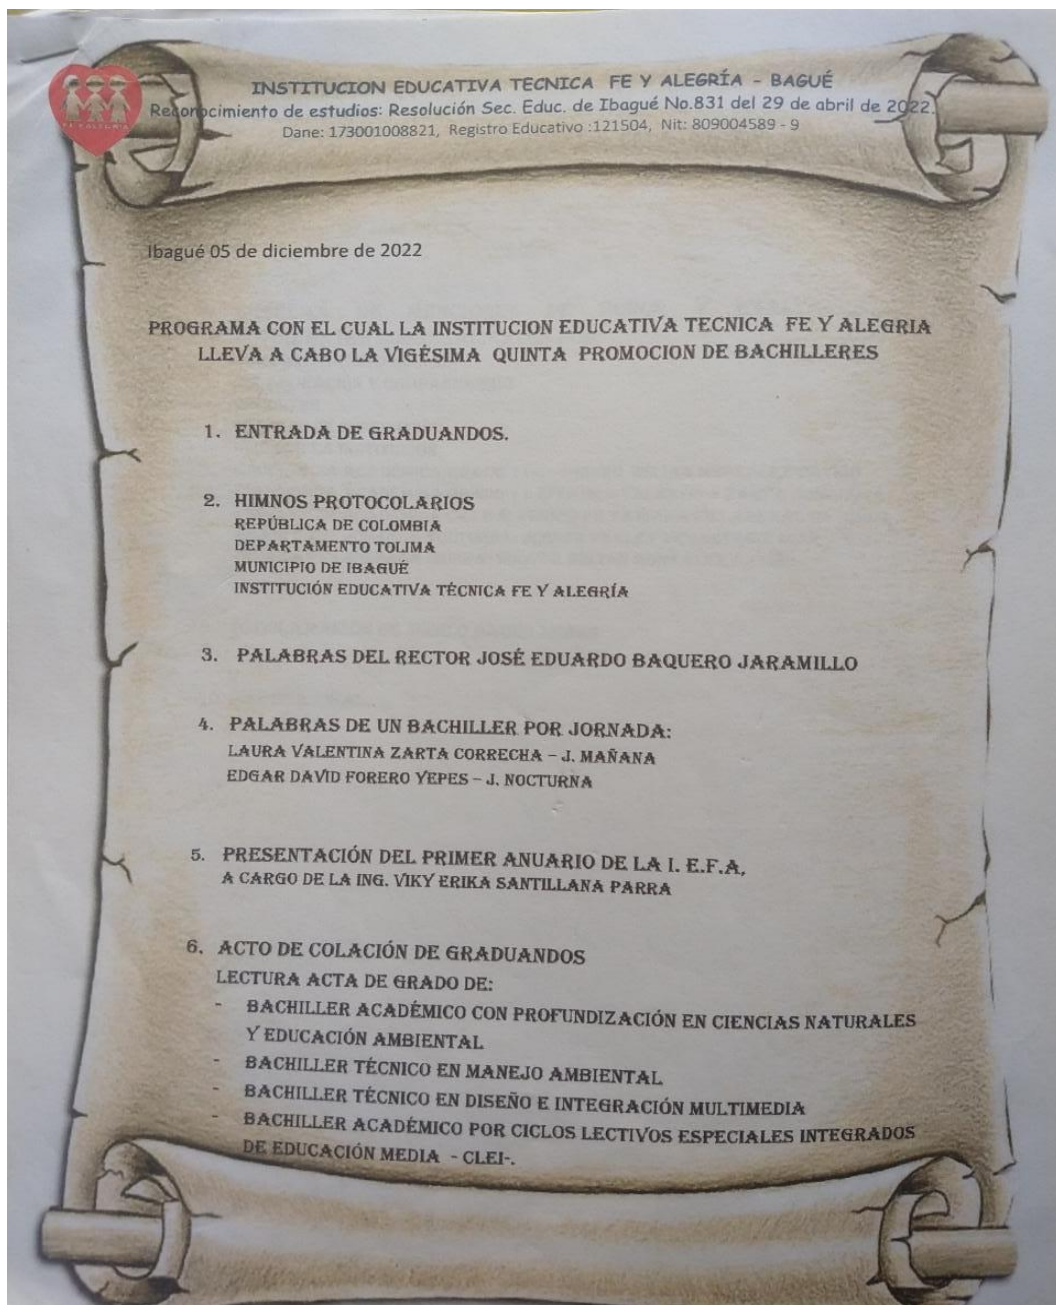 INSTITUCION EDUCATIVA TECNICA FE Y ALEGRÍA - BAGUÉ
Reconocimiento de estudios: Resolución Sec. Educ. de Ibagué No.831 del 29 de abril de 2022.
Dane: 173001008821, Registro Educativo :121504, Nit: 809004589 - 9
FE Y ALEGRIA
Ibagué 05 de diciembre de 2022
PROGRAMA CON EL CUAL LA INSTITUCION EDUCATIVA TECNICA FE Y ALEGRIA
LLEVA A CABO LA VIGÉSIMA QUINTA PROMOCION DE BACHILLERES
1. ENTRADA DE GRADUANDOS.
2. HIMNOS PROTOCOLARIOS
REPÚBLICA DE COLOMBIA
DEPARTAMENTO TOLIMA
MUNICIPIO DE IBAGUÉ
INSTITUCIÓN EDUCATIVA TÉCNICA FE Y ALEGRÍA
3. PALABRAS DEL RECTOR JOSÉ EDUARDO BAQUERO JARAMILLO
4. PALABRAS DE UN BACHILLER POR JORNADA:
LAURA VALENTINA ZARTA CORRECHA – J. MAÑANA
EDGAR DAVID FORERO YEPES – J. NOCTURNA
5. PRESENTACIÓN DEL PRIMER ANUARIO DE LA I. E.F.A,
A CARGO DE LA ING. VIKY ERIKA SANTILLANA PARRA
6. ACTO DE COLACIÓN DE GRADUANDOS
LECTURA ACTA DE GRADO DE:
- BACHILLER ACADÉMICO CON PROFUNDIZACIÓN EN CIENCIAS NATURALES
Y EDUCACIÓN AMBIENTAL
- BACHILLER TÉCNICO EN MANEJO AMBIENTAL
- BACHILLER TÉCNICO EN DISEÑO E INTEGRACIÓN MULTIMEDIA
- BACHILLER ACADÉMICO POR CICLOS LECTIVOS ESPECIALES INTEGRADOS
DE EDUCACIÓN MEDIA - CLEI-.